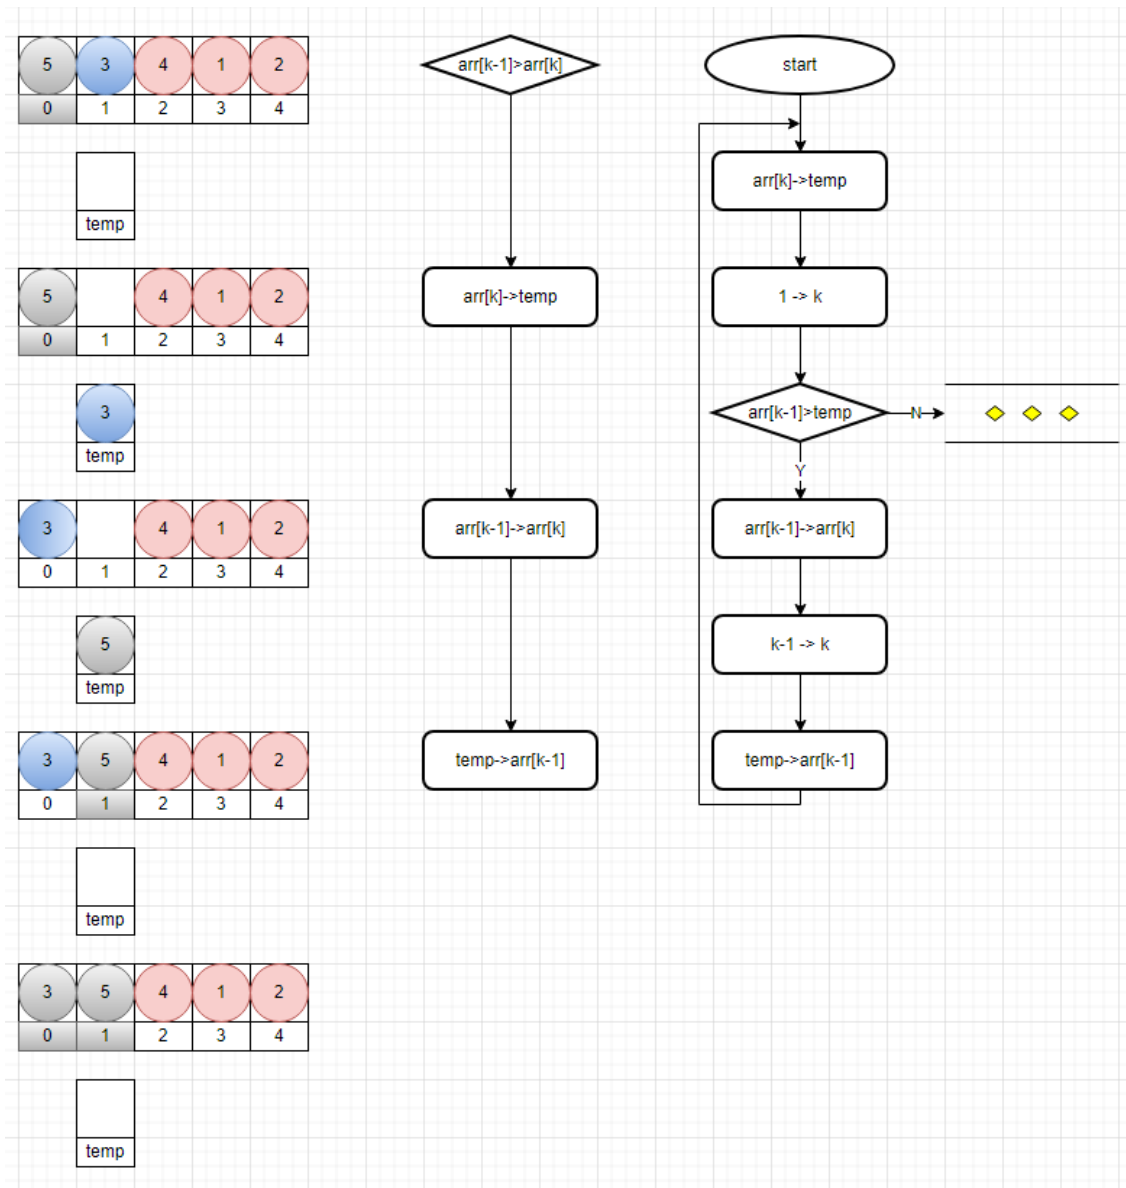 5 3 4 1 2
0 1 2 3 4
temp
5 4 1 2
0 1 2 3 4
3
temp
3 4 1 2
0 1 2 3 4
5
temp
3 5 4 1 2
0 1 2 3 4
temp
3 5 4 1 2
0 1 2 3 4
temp
arr[k-1]>arr[k]
arr[k]->temp
arr[k-1]->arr[k]
temp->arr[k-1]
start
arr[k]->temp
1 -> k
arr[k-1]>temp
N
Y
arr[k-1]->arr[k]
k-1 -> k
temp->arr[k-1]